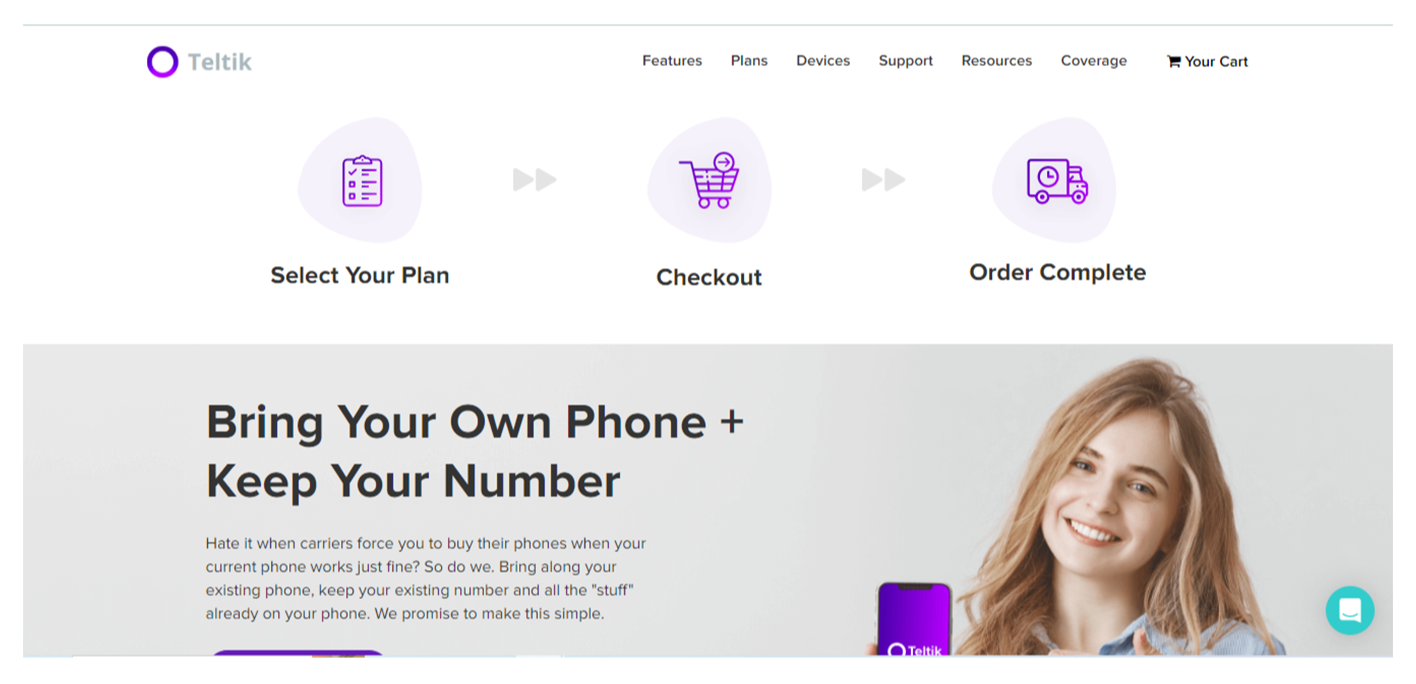 Teltik
Features Plans Devices Support Resources Coverage Your Cart
Select Your Plan
Checkout
Order Complete
Bring Your Own Phone +
Keep Your Number
Hate it when carriers force you to buy their phones when your
current phone works just fine? So do we. Bring along your
existing phone, keep your existing number and all the "stuff"
already on your phone. We promise to make this simple.
Teltik